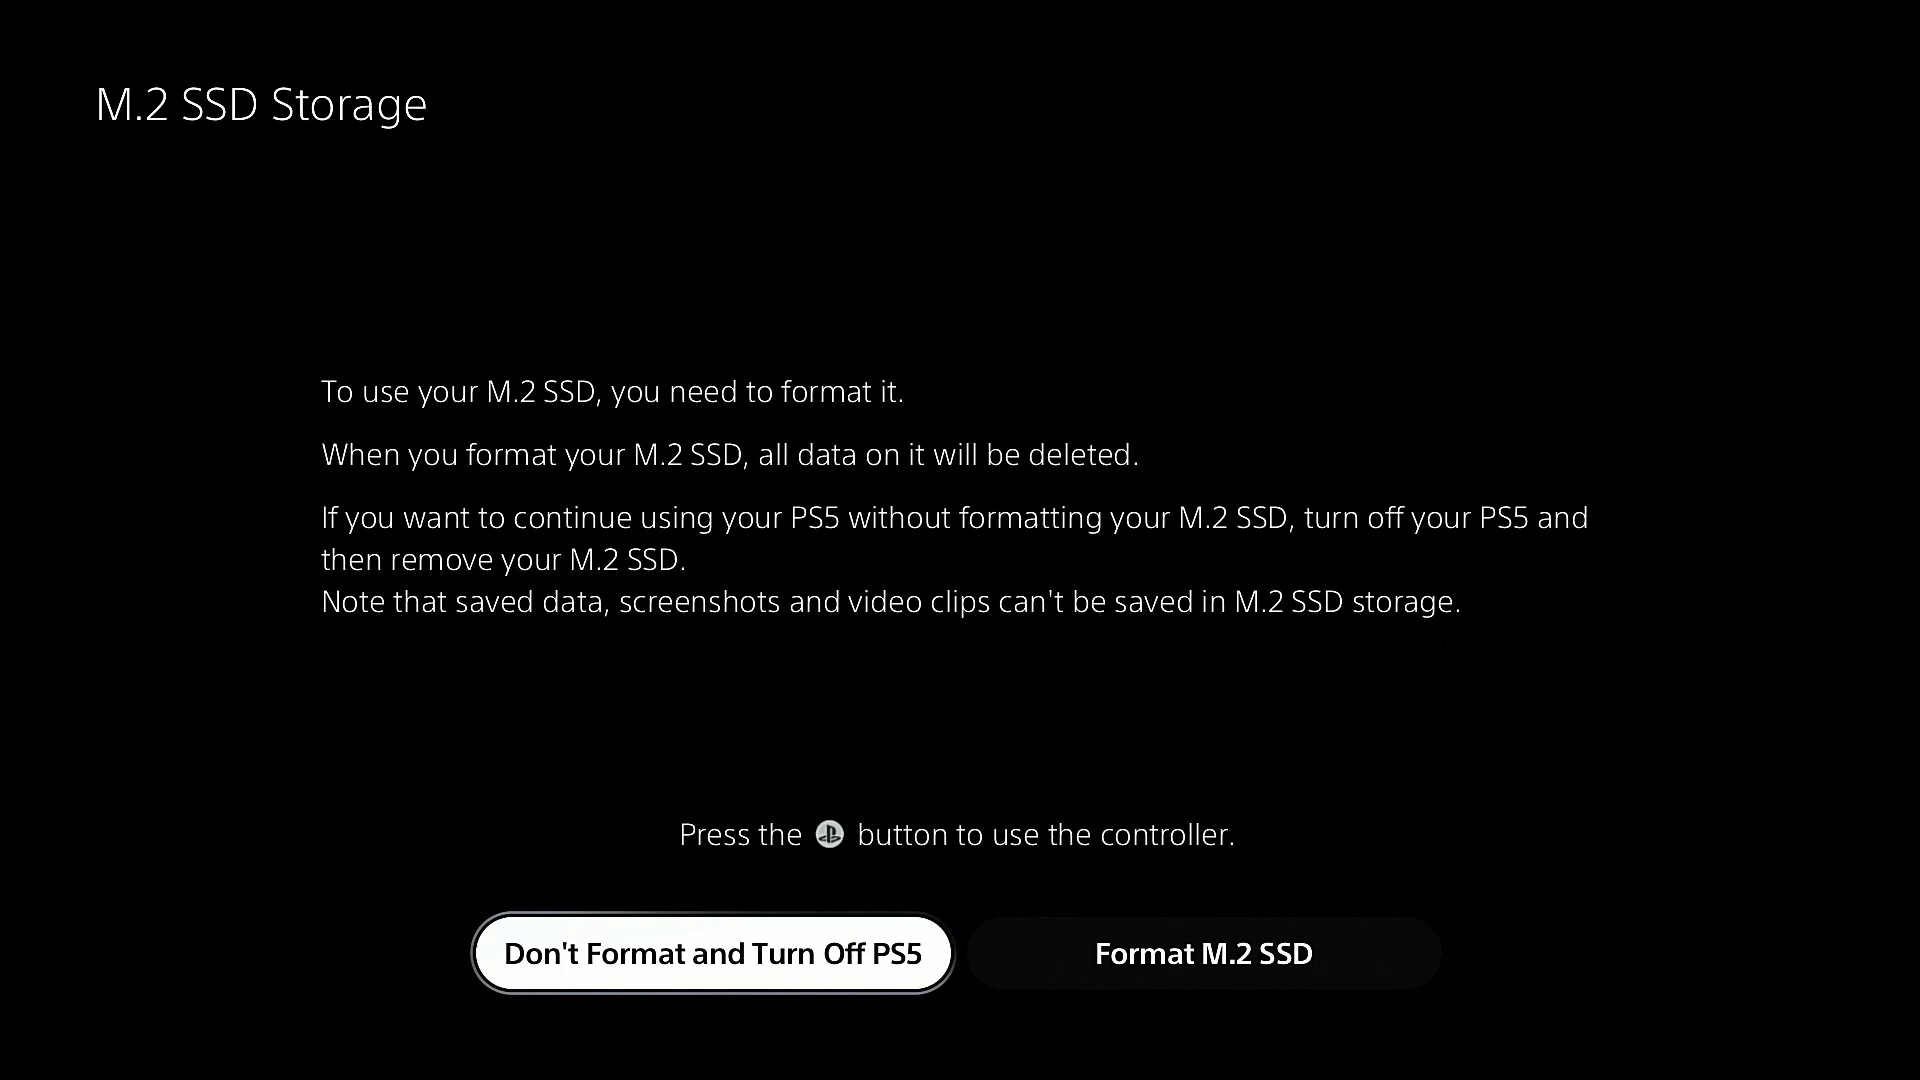 M.2 SSD Storage
To use your M.2 SSD, you need to format it.
When you format your M.2 SSD, all data on it will be deleted.
If you want to continue using your PS5 without formatting your M.2 SSD, turn off your PS5 and
then remove your M.2 SSD.
Note that saved data, screenshots and video clips can't be saved in M.2 SSD storage.
Press the button to use the controller.
Don't Format and Turn Off PS5
Format M.2 SSD